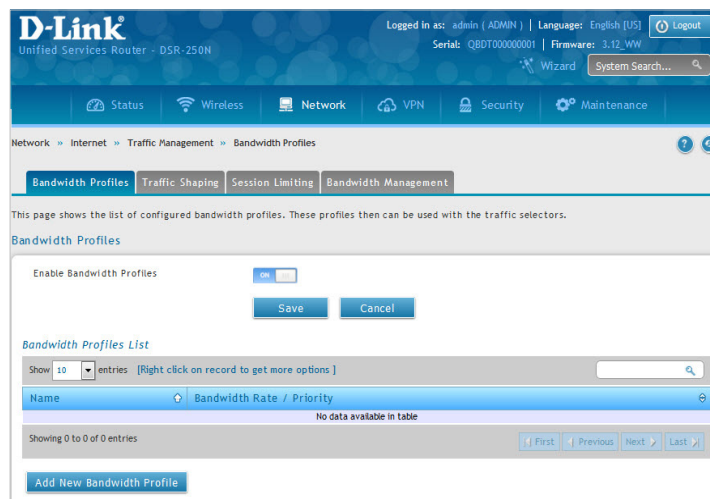 D-Link
Unified Services Router - DSR-250N
Logged in as: admin ( ADMIN ) | Language: English [US]
Logout
Serial: QBDT000000001 | Firmware: 3.12_WW
Wizard
System Search...
Status
Wireless
Network
VPN
Security
Maintenance
Network » Internet » Traffic Management » Bandwidth Profiles
?
Bandwidth Profiles
Traffic Shaping
Session Limiting
Bandwidth Management
This page shows the list of configured bandwidth profiles. These profiles then can be used with the traffic selectors.
Bandwidth Profiles
Enable Bandwidth Profiles
ON
Save
Cancel
Bandwidth Profiles List
Show 10 entries [Right click on record to get more options ]
Name
Bandwidth Rate / Priority
No data available in table
Showing 0 to 0 of 0 entries
First
Previous
Next
Last
Add New Bandwidth Profile